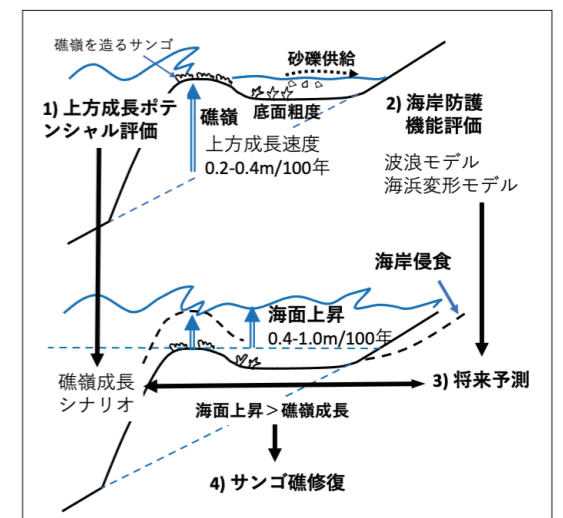 礁嶺を造るサンゴ
砂礫供給
1) 上方成長ポテ
ンシャル評価
礁嶺
底面粗度
上方成長速度
0.2-0.4m/100年
2) 海岸防護
機能評価
波浪モデル
海浜変形モデル
海岸侵食
海面上昇
0.4-1.0m/100年
礁嶺成長
シナリオ
3) 将来予測
海面上昇＞礁嶺成長
4) サンゴ礁修復